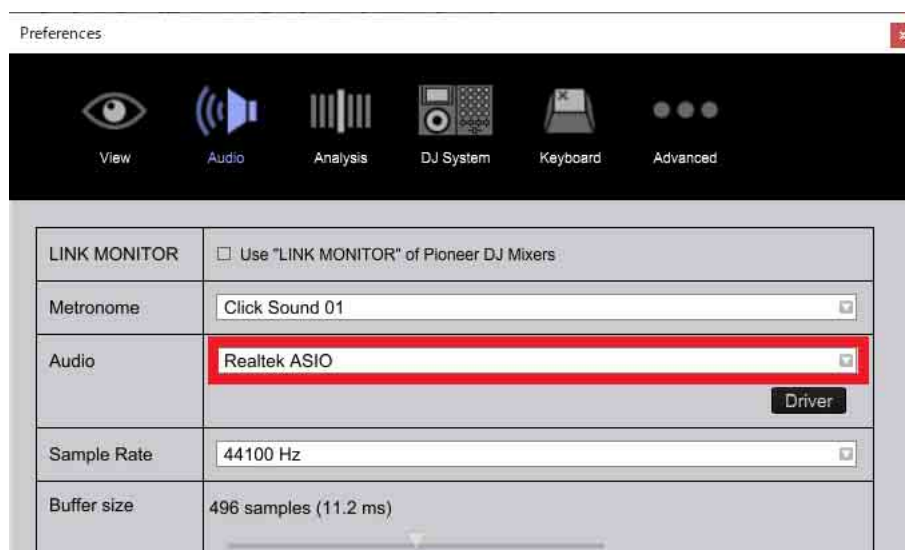 Preferences
View Audio Analysis DJ System Keyboard Advanced
LINK MONITOR Use "LINK MONITOR" of Pioneer DJ Mixers
Metronome Click Sound 01
Audio Realtek ASIO
Driver
Sample Rate 44100 Hz
Buffer size 496 samples (11.2 ms)